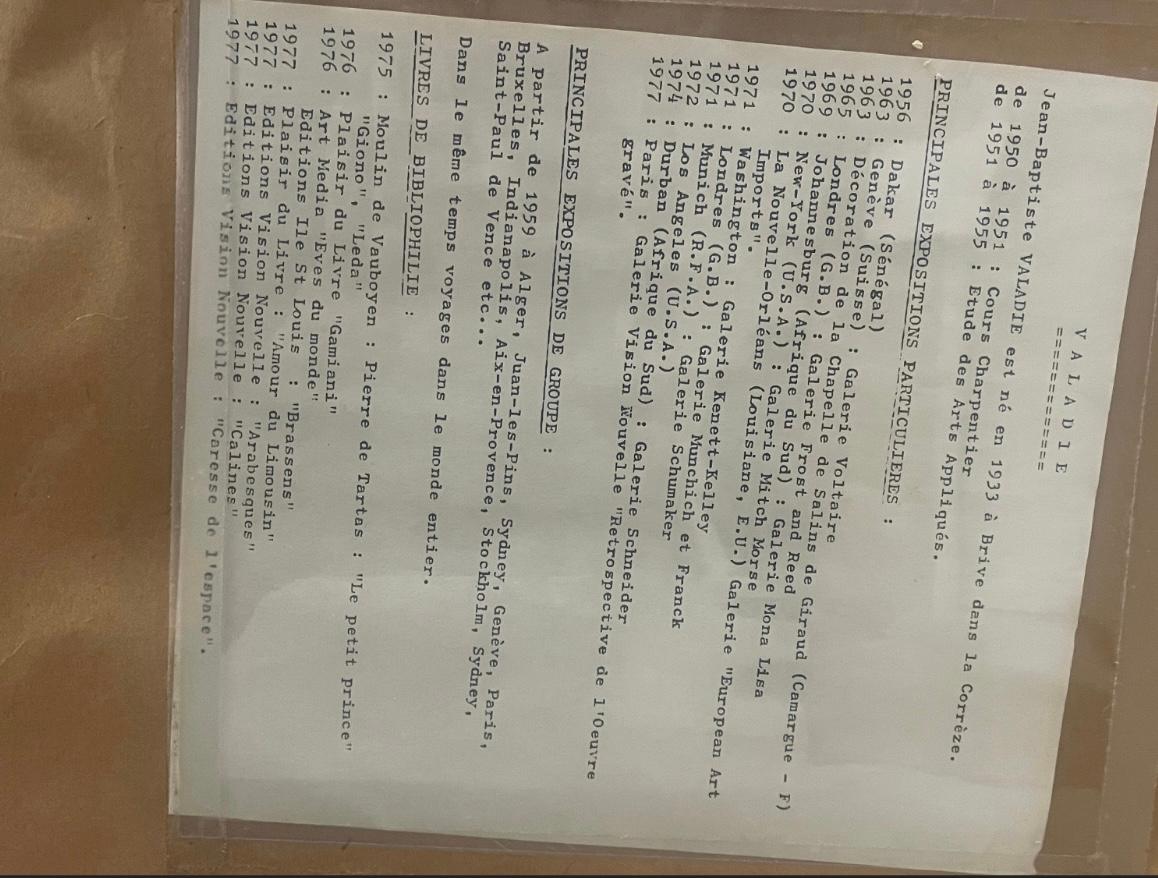 V A L A D I E
=============
Jean-Baptiste VALADIE est né en 1933 à Brive dans la Corrèze.
de 1950 à 1951 : Cours Charpentier
de 1951 à 1955 : Etude des Arts Appliqués.
PRINCIPALES EXPOSITIONS PARTICULIERES :
1956 : Dakar (Sénégal)
1963 : Genève (Suisse) : Galerie Voltaire
1963 : Décoration de la Chapelle de Salins de Giraud (Camargue - F)
1965 : Londres (G.B.) : Galerie Frost and Reed
1969 : Johannesburg (Afrique du Sud) : Galerie Mona Lisa
1970 : New-York (U.S.A.) : Galerie Mitch Morse
1970 : La Nouvelle-Orléans (Louisiane, E.U.) Galerie "European Art
Imports".
1971 : Washington : Galerie Kenett-Kelley
1971 : Londres (G.B.) : Galerie Munchich et Franck
1971 : Munich (R.F.A.) : Galerie Schumaker
1972 : Los Angeles (U.S.A.)
1974 : Durban (Afrique du Sud) : Galerie Schneider
1977 : Paris : Galerie Vision Nouvelle "Retrospective de l'Oeuvre
gravé".
PRINCIPALES EXPOSITIONS DE GROUPE :
A partir de 1959 à Alger, Juan-les-Pins, Sydney, Genève, Paris,
Bruxelles, Indianapolis, Aix-en-Provence, Stockholm, Sydney,
Saint-Paul de Vence etc...
Dans le même temps voyages dans le monde entier.
LIVRES DE BIBLIOPHILIE :
1975 : Moulin de Vauboyen : Pierre de Tartas : "Le petit prince"
"Giono", "Leda"
1976 : Plaisir du Livre "Gamiani"
1976 : Art Media "Eves du monde"
Editions Ile St Louis : "Brassens"
1977 : Plaisir du Livre : "Amour du Limousin"
1977 : Editions Vision Nouvelle : "Arabesques"
1977 : Editions Vision Nouvelle : "Calines"
1977 : Editions Vision Nouvelle : "Caresse de l'espace".